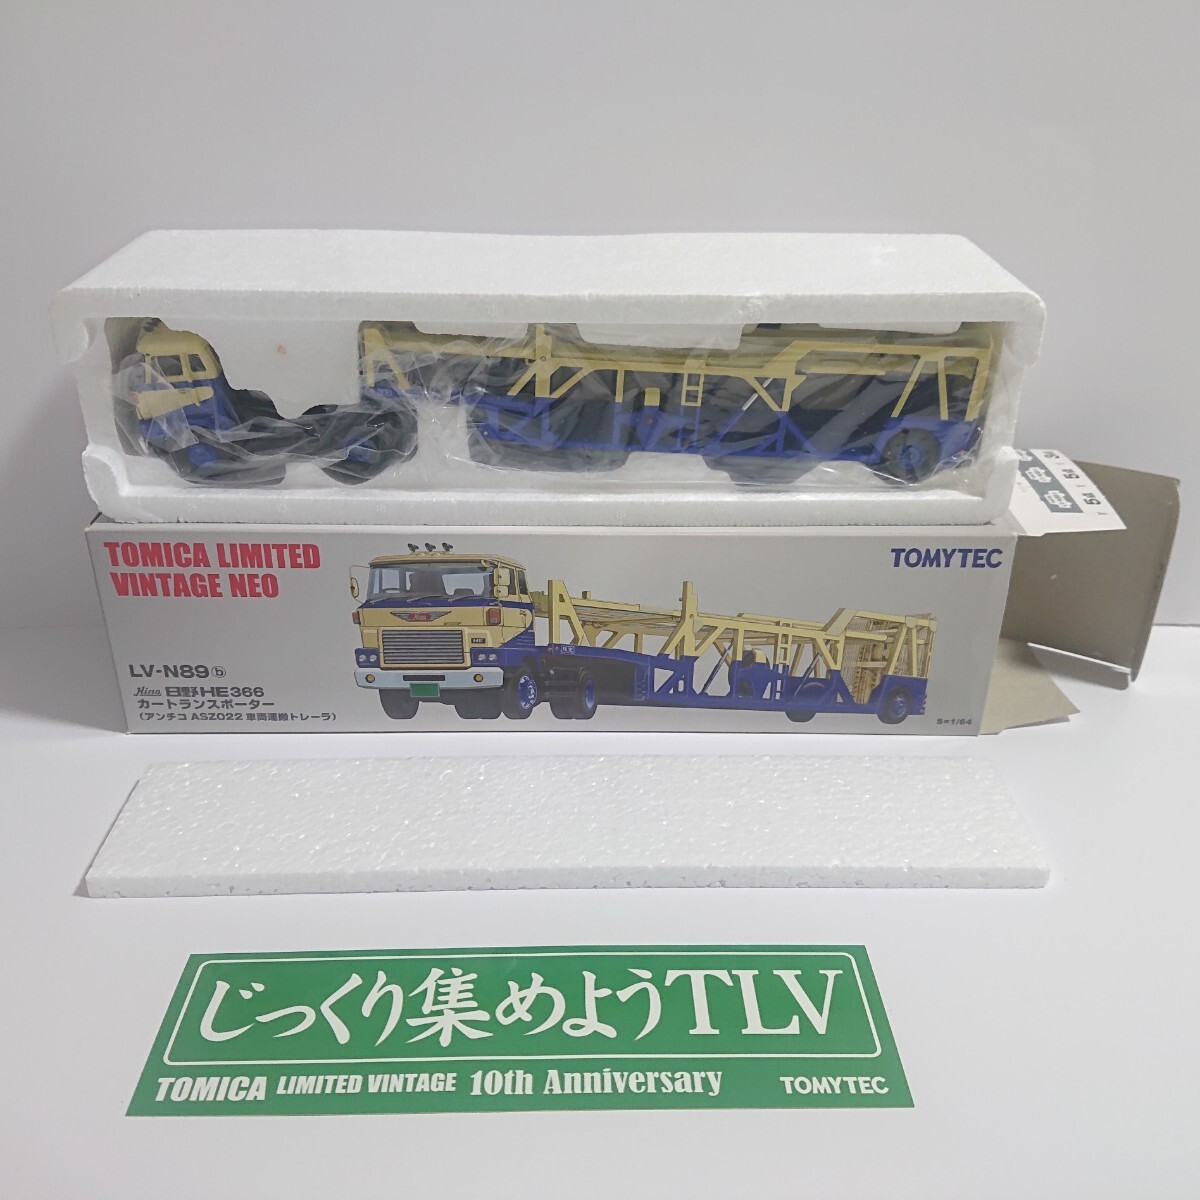 TOMICA LIMITED
VINTAGE NEO
TOMYTEC
LV-N89ⓑ
Hino 日野HE366
カートランスポーター
(アンチコ ASZ022 車両運搬トレーラ)
S=1/64
じっくり集めようTLV
TOMICA LIMITED VINTAGE 10th Anniversary
TOMYTEC